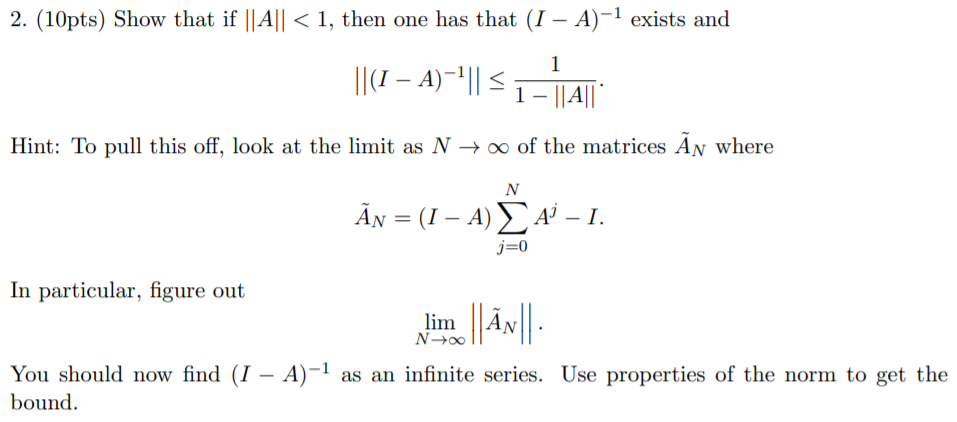 2. (10pts) Show that if ||A|| < 1, then one has that (I − A)⁻¹ exists and
||(I − A)⁻¹|| ≤ 1 / (1 − ||A||).
Hint: To pull this off, look at the limit as N → ∞ of the matrices Ã_N where
Ã_N = (I − A) ∑_{j=0}^{N} A^j − I.
In particular, figure out
lim_{N→∞} ||Ã_N||.
You should now find (I − A)⁻¹ as an infinite series. Use properties of the norm to get the
bound.